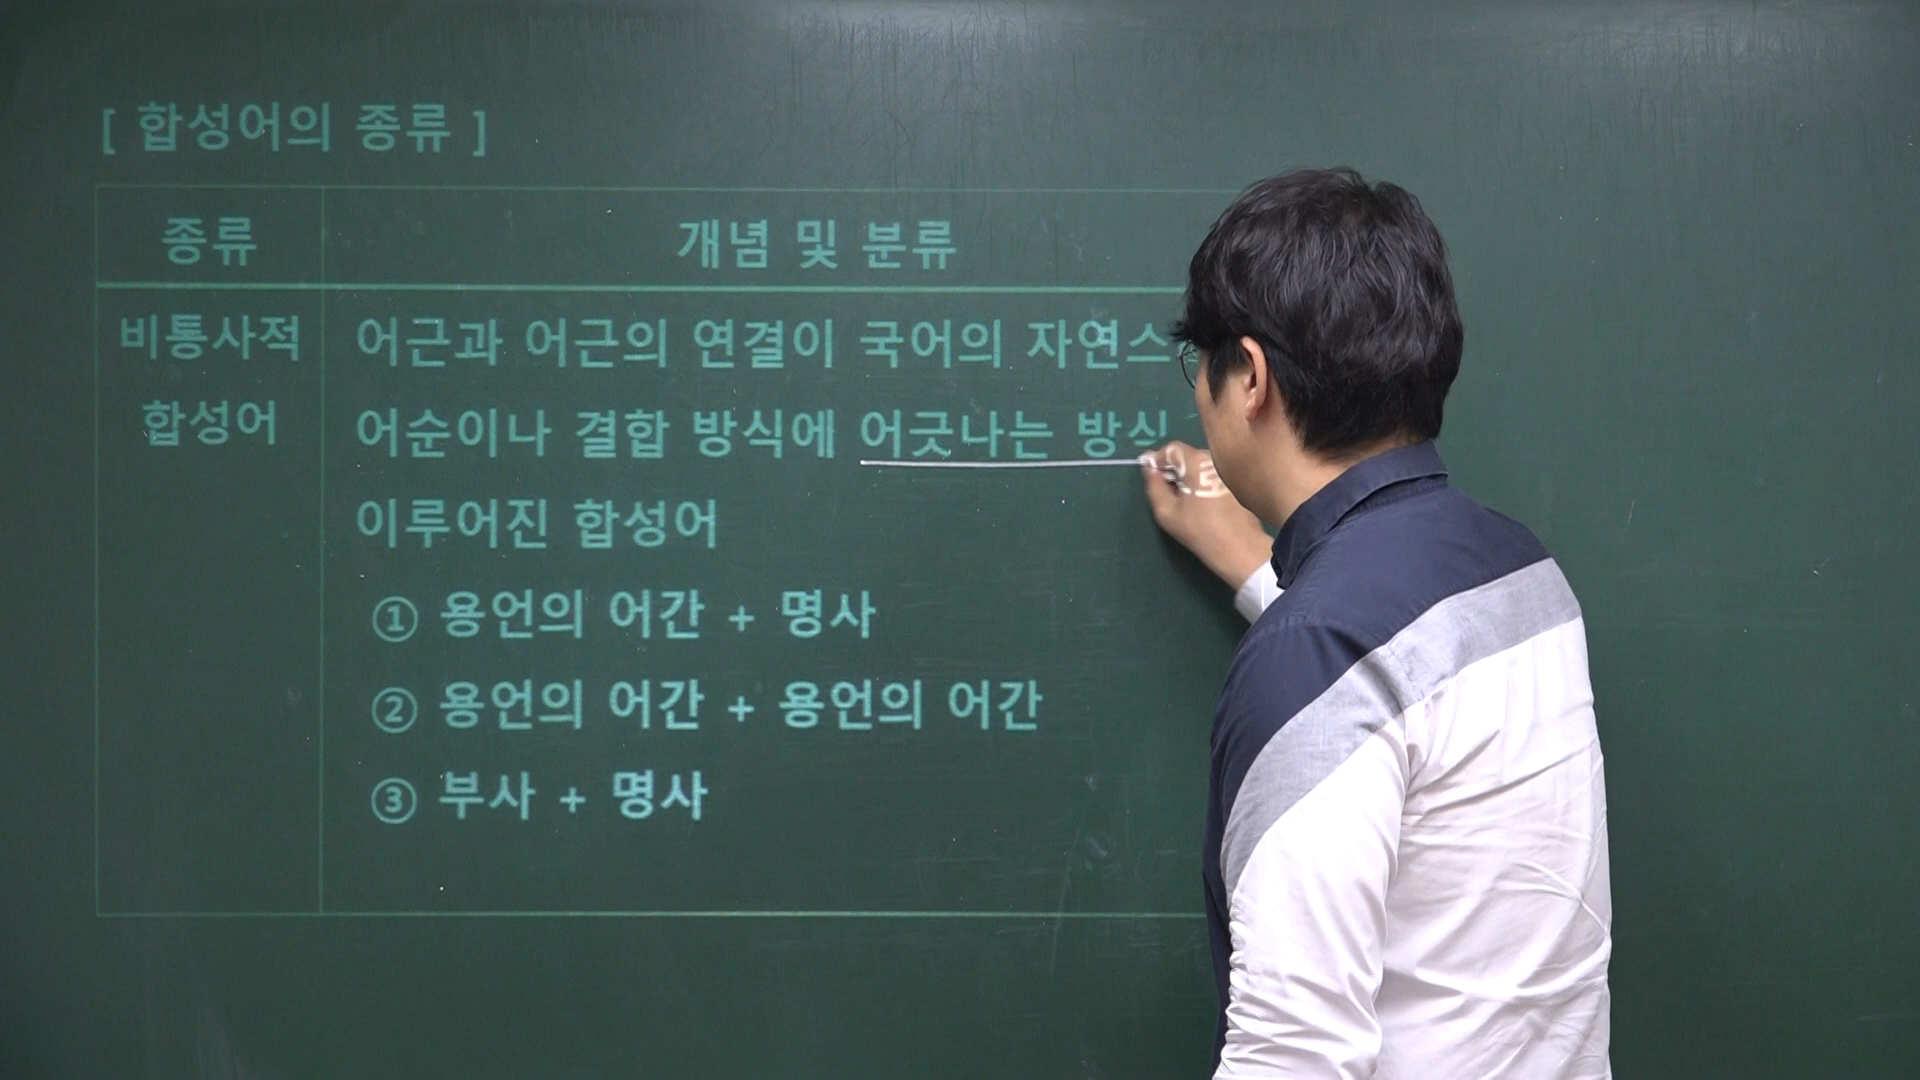 [ 합성어의 종류 ]
종류
개념 및 분류
비통사적
합성어
어근과 어근의 연결이 국어의 자연스
어순이나 결합 방식에 어긋나는 방식으로
이루어진 합성어
① 용언의 어간 + 명사
② 용언의 어간 + 용언의 어간
③ 부사 + 명사